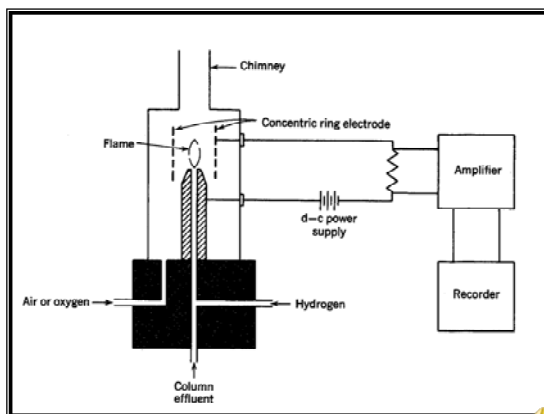 Chimney
Concentric ring electrode
Flame
Amplifier
d–c power
supply
Air or oxygen
Hydrogen
Recorder
Column
effluent